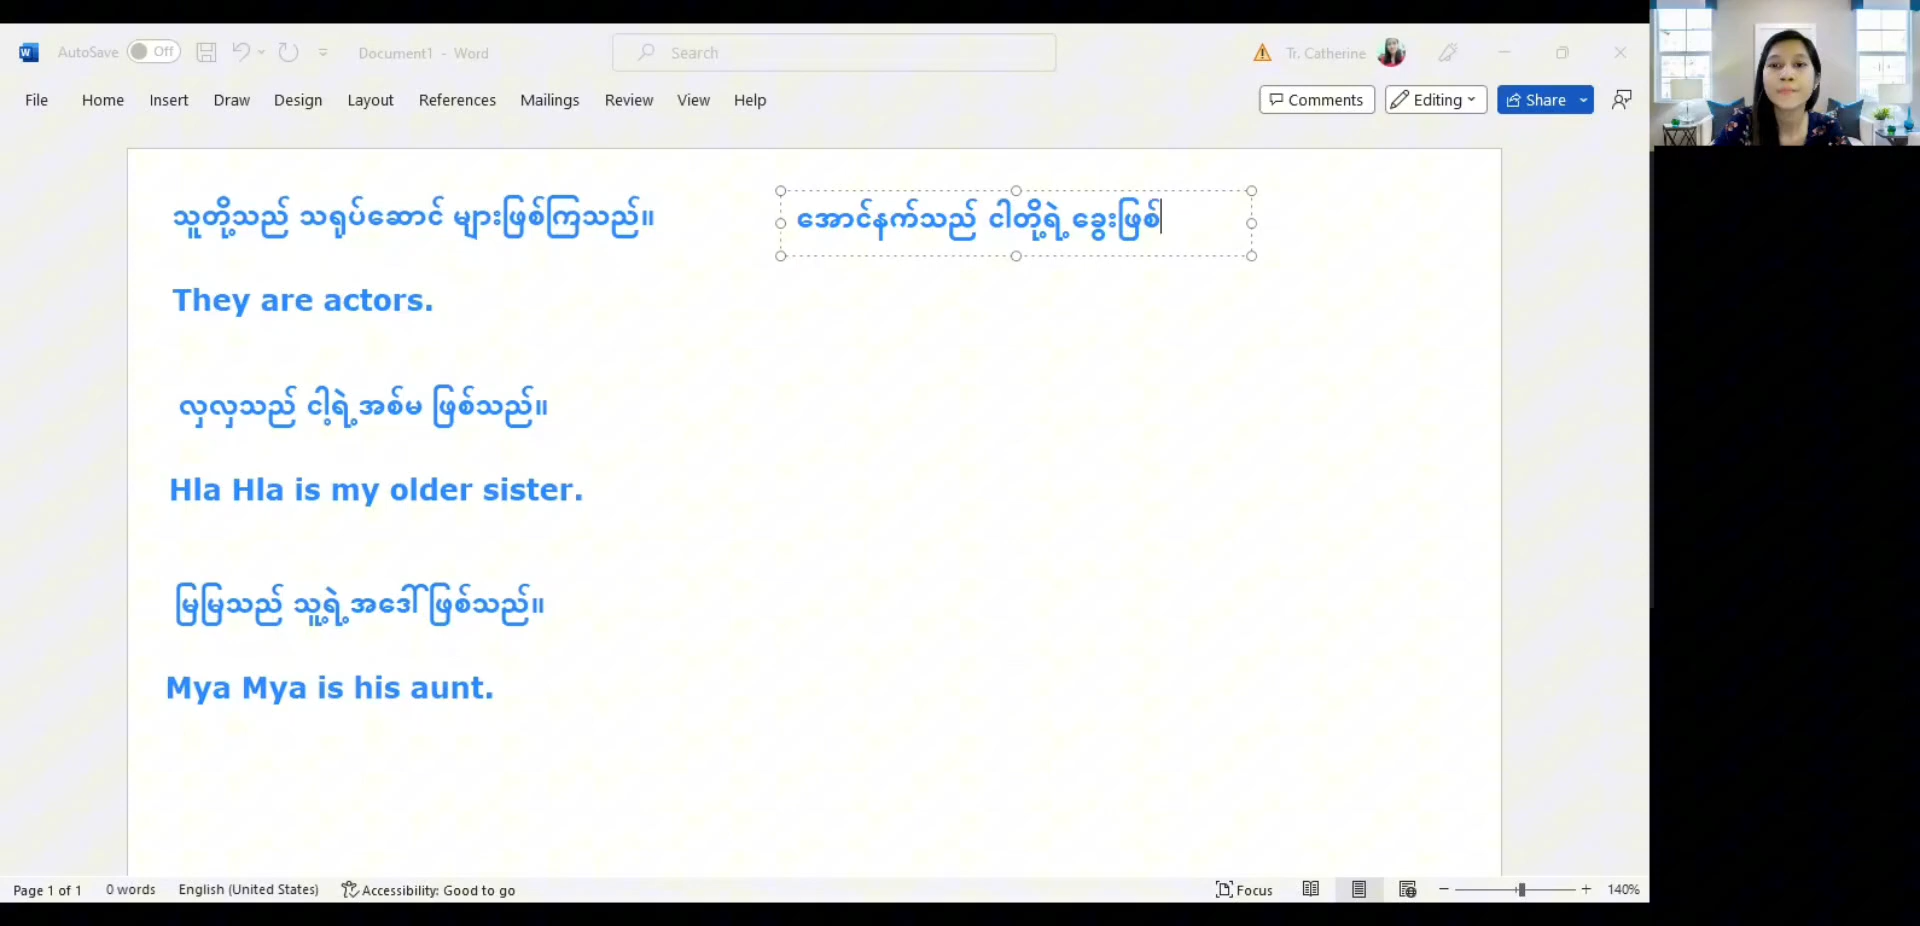 AutoSave Off Document1 - Word Search Tr. Catherine
File Home Insert Draw Design Layout References Mailings Review View Help Comments Editing Share
သူတို့သည် သရုပ်ဆောင် များဖြစ်ကြသည်။
They are actors.
လှလှသည် ငါ့ရဲ့အစ်မ ဖြစ်သည်။
Hla Hla is my older sister.
မြမြသည် သူ့ရဲ့အဒေါ်ဖြစ်သည်။
Mya Mya is his aunt.
အောင်နက်သည် ငါတို့ရဲ့ခွေးဖြစ်
Page 1 of 1 0 words English (United States) Accessibility: Good to go Focus 140%